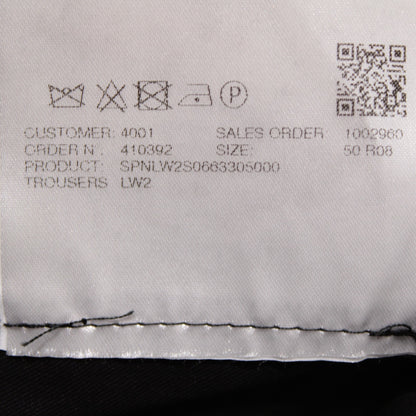 P
CUSTOMER: 4001 SALES ORDER 1002960
ORDER N.: 410392 SIZE: 50 R08
PRODUCT: SPNLW2S0663305000
TROUSERS LW2